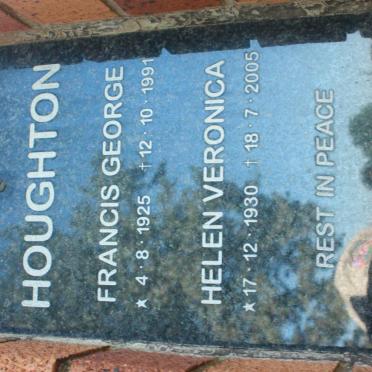 HOUGHTON
FRANCIS GEORGE
★ 4 · 8 · 1925 †12 · 10 · 1991
HELEN VERONICA
★17 · 12 · 1930 † 18 · 7 · 2005
REST IN PEACE